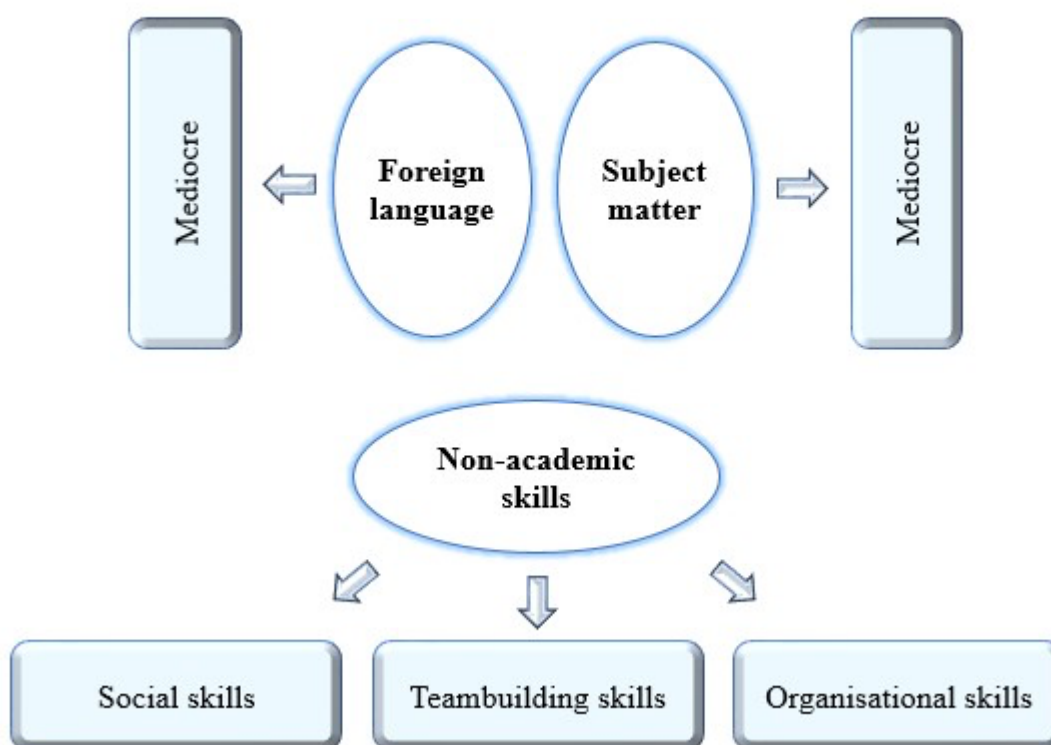 Mediocre
Foreign
language
Subject
matter
Mediocre
Non-academic
skills
Social skills
Teambuilding skills
Organisational skills